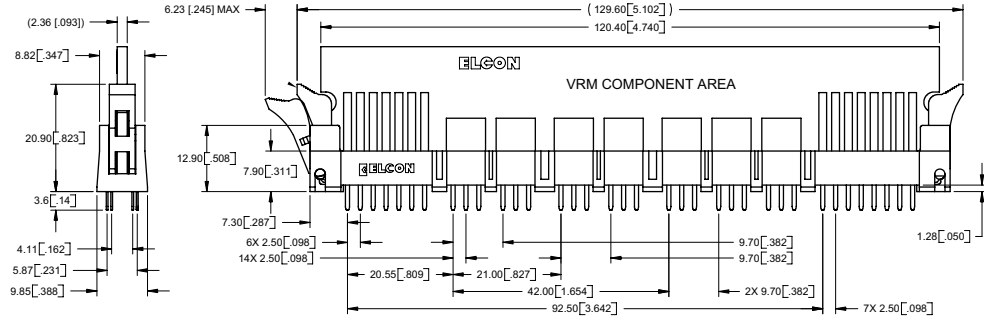 6.23 [.245] MAX
(129.60[5.102])
(2.36 [.093])
120.40[4.740]
8.82[.347]
ELCON
VRM COMPONENT AREA
20.90[.823]
12.90[.508]
7.90[.311]
ELCON
3.6[.14]
7.30[.287]
1.28[.050]
4.11[.162]
6X 2.50[.098]
9.70[.382]
14X 2.50[.098]
9.70[.382]
5.87[.231]
20.55[.809]
21.00[.827]
9.85[.388]
42.00[1.654]
2X 9.70[.382]
92.50[3.642]
7X 2.50[.098]